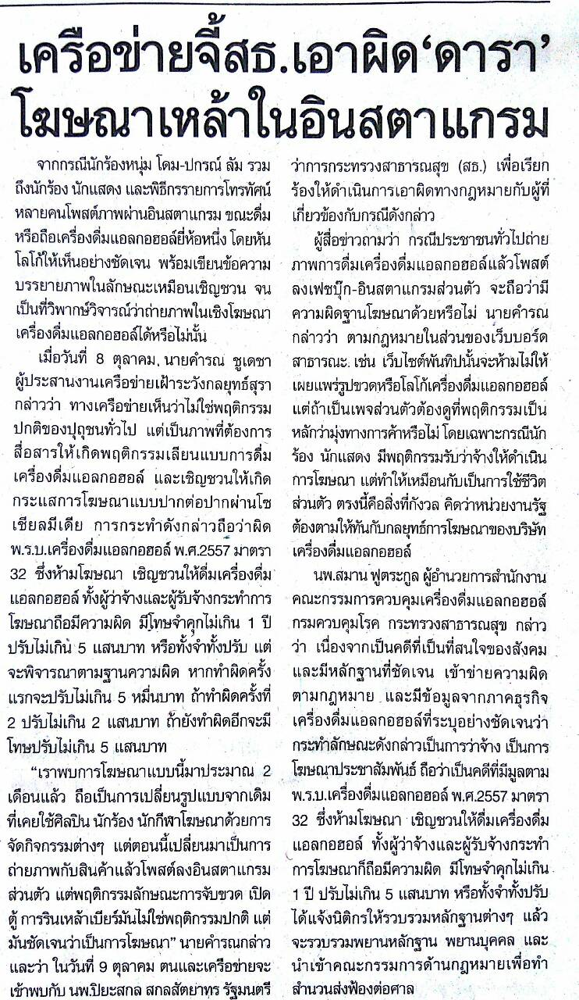 เครือข่ายจี้สธ.เอาผิด‘ดารา’
โฆษณาเหล้าในอินสตาแกรม
จากกรณีนักร้องหนุ่ม โดม-ปกรณ์ ลัม รวม
ถึงนักร้อง นักแสดง และพิธีกรรายการโทรทัศน์
หลายคนโพสต์ภาพผ่านอินสตาแกรม ขณะดื่ม
หรือถือเครื่องดื่มแอลกอฮอล์ยี่ห้อหนึ่ง โดยหัน
โลโก้ให้เห็นอย่างชัดเจน พร้อมเขียนข้อความ
บรรยายภาพในลักษณะเหมือนเชิญชวน จน
เป็นที่วิพากษ์วิจารณ์ว่าถ่ายภาพในเชิงโฆษณา
เครื่องดื่มแอลกอฮอล์ได้หรือไม่นั้น
เมื่อวันที่ 8 ตุลาคม นายคำรณ ชูเดชา
ผู้ประสานงานเครือข่ายเฝ้าระวังกลยุทธ์สุรา
กล่าวว่า ทางเครือข่ายเห็นว่าไม่ใช่พฤติกรรม
ปกติของปุถุชนทั่วไป แต่เป็นภาพที่ต้องการ
สื่อสารให้เกิดพฤติกรรมเลียนแบบการดื่ม
เครื่องดื่มแอลกอฮอล์ และเชิญชวนให้เกิด
กระแสการโฆษณาแบบปากต่อปากผ่านโซ
เชียลมีเดีย การกระทำดังกล่าวถือว่าผิด
พ.ร.บ.เครื่องดื่มแอลกอฮอล์ พ.ศ.2557 มาตรา
32 ซึ่งห้ามโฆษณา เชิญชวนให้ดื่มเครื่องดื่ม
แอลกอฮอล์ ทั้งผู้ว่าจ้างและผู้รับจ้างกระทำการ
โฆษณาถือมีความผิด มีโทษจำคุกไม่เกิน 1 ปี
ปรับไม่เกิน 5 แสนบาท หรือทั้งจำทั้งปรับ แต่
จะพิจารณาตามฐานความผิด หากทำผิดครั้ง
แรกจะปรับไม่เกิน 5 หมื่นบาท ถ้าทำผิดครั้งที่
2 ปรับไม่เกิน 2 แสนบาท ถ้ายังทำผิดอีกจะมี
โทษปรับไม่เกิน 5 แสนบาท
“เราพบการโฆษณาแบบนี้มาประมาณ 2
เดือนแล้ว ถือเป็นการเปลี่ยนรูปแบบจากเดิม
ที่เคยใช้ศิลปิน นักร้อง นักกีฬาโฆษณาด้วยการ
จัดกิจกรรมต่างๆ แต่ตอนนี้เปลี่ยนมาเป็นการ
ถ่ายภาพกับสินค้าแล้วโพสต์ลงอินสตาแกรม
ส่วนตัว แต่พฤติกรรมลักษณะการจับขวด เปิด
ตู้ การรินเหล้าเบียร์มันไม่ใช่พฤติกรรมปกติ แต่
มันชัดเจนว่าเป็นการโฆษณา” นายคำรณกล่าว
และว่า ในวันที่ 9 ตุลาคม ตนและเครือข่ายจะ
เข้าพบกับ นพ.ปิยะสกล สกลสัตยาทร รัฐมนตรี
ว่าการกระทรวงสาธารณสุข (สธ.) เพื่อเรียก
ร้องให้ดำเนินการเอาผิดทางกฎหมายกับผู้ที่
เกี่ยวข้องกับกรณีดังกล่าว
ผู้สื่อข่าวถามว่า กรณีประชาชนทั่วไปถ่าย
ภาพการดื่มเครื่องดื่มแอลกอฮอล์แล้วโพสต์
ลงเฟซบุ๊ก-อินสตาแกรมส่วนตัว จะถือว่ามี
ความผิดฐานโฆษณาด้วยหรือไม่ นายคำรณ
กล่าวว่า ตามกฎหมายในส่วนของเว็บบอร์ด
สาธารณะ เช่น เว็บไซต์พันทิปนั้นจะห้ามไม่ให้
เผยแพร่รูปขวดหรือโลโก้เครื่องดื่มแอลกอฮอล์
แต่ถ้าเป็นเพจส่วนตัวต้องดูที่พฤติกรรมเป็น
หลักว่ามุ่งทางการค้าหรือไม่ โดยเฉพาะกรณีนัก
ร้อง นักแสดง มีพฤติกรรมรับว่าจ้างให้ดำเนิน
การโฆษณา แต่ทำให้เหมือนกับเป็นการใช้ชีวิต
ส่วนตัว ตรงนี้คือสิ่งที่กังวล คิดว่าหน่วยงานรัฐ
ต้องตามให้ทันกับกลยุทธ์การโฆษณาของบริษัท
เครื่องดื่มแอลกอฮอล์
นพ.สมาน ฟูตระกูล ผู้อำนวยการสำนักงาน
คณะกรรมการควบคุมเครื่องดื่มแอลกอฮอล์
กรมควบคุมโรค กระทรวงสาธารณสุข กล่าว
ว่า เนื่องจากเป็นคดีที่เป็นที่สนใจของสังคม
และมีหลักฐานที่ชัดเจน เข้าข่ายความผิด
ตามกฎหมาย และมีข้อมูลจากภาคธุรกิจ
เครื่องดื่มแอลกอฮอล์ที่ระบุอย่างชัดเจนว่า
กระทำลักษณะดังกล่าวเป็นการว่าจ้าง เป็นการ
โฆษณาประชาสัมพันธ์ ถือว่าเป็นคดีที่มีมูลตาม
พ.ร.บ.เครื่องดื่มแอลกอฮอล์ พ.ศ.2557 มาตรา
32 ซึ่งห้ามโฆษณา เชิญชวนให้ดื่มเครื่องดื่ม
แอลกอฮอล์ ทั้งผู้ว่าจ้างและผู้รับจ้างกระทำ
การโฆษณาก็ถือมีความผิด มีโทษจำคุกไม่เกิน
1 ปี ปรับไม่เกิน 5 แสนบาท หรือทั้งจำทั้งปรับ
ได้แจ้งนิติกรให้รวบรวมหลักฐานต่างๆ แล้ว
จะรวบรวมพยานหลักฐาน พยานบุคคล และ
นำเข้าคณะกรรมการด้านกฎหมายเพื่อทำ
สำนวนส่งฟ้องต่อศาล